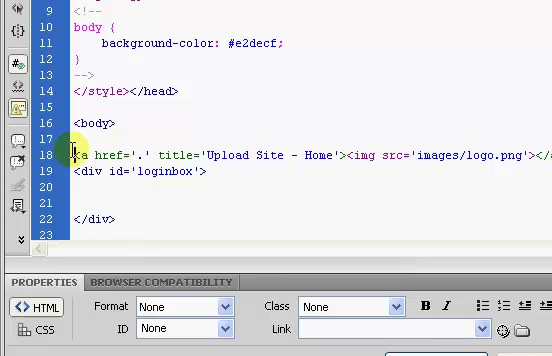 9 <!--
10 body {
11 background-color: #e2decf;
12 }
13 -->
14 </style></head>
15
16 <body>
17
18 <a href='.' title='Upload Site - Home'><img src='images/logo.png'></
19 <div id='loginbox'>
20
21
22 </div>
23
PROPERTIES BROWSER COMPATIBILITY
<> HTML Format None Class None B I
CSS ID None Link